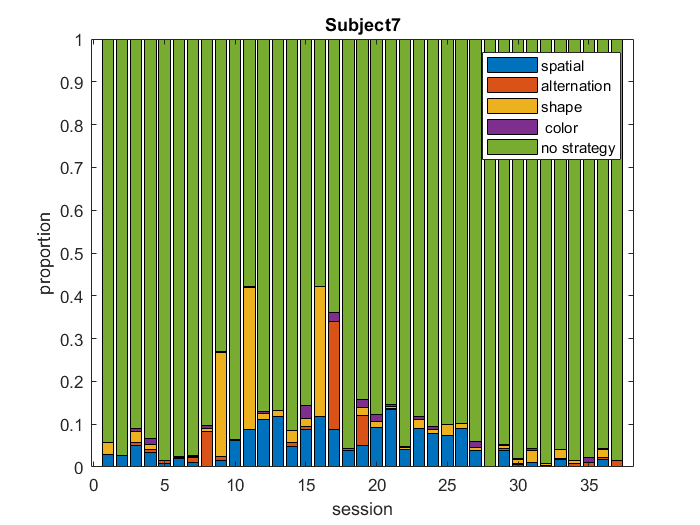 Subject7
1
0.9
0.8
0.7
0.6
0.5
0.4
0.3
0.2
0.1
0
proportion
spatial
alternation
shape
color
no strategy
0 5 10 15 20 25 30 35
session